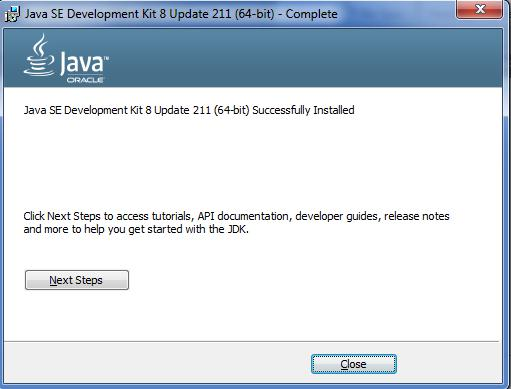 Java SE Development Kit 8 Update 211 (64-bit) - Complete
Java™
ORACLE
Java SE Development Kit 8 Update 211 (64-bit) Successfully Installed
Click Next Steps to access tutorials, API documentation, developer guides, release notes
and more to help you get started with the JDK.
Next Steps
Close